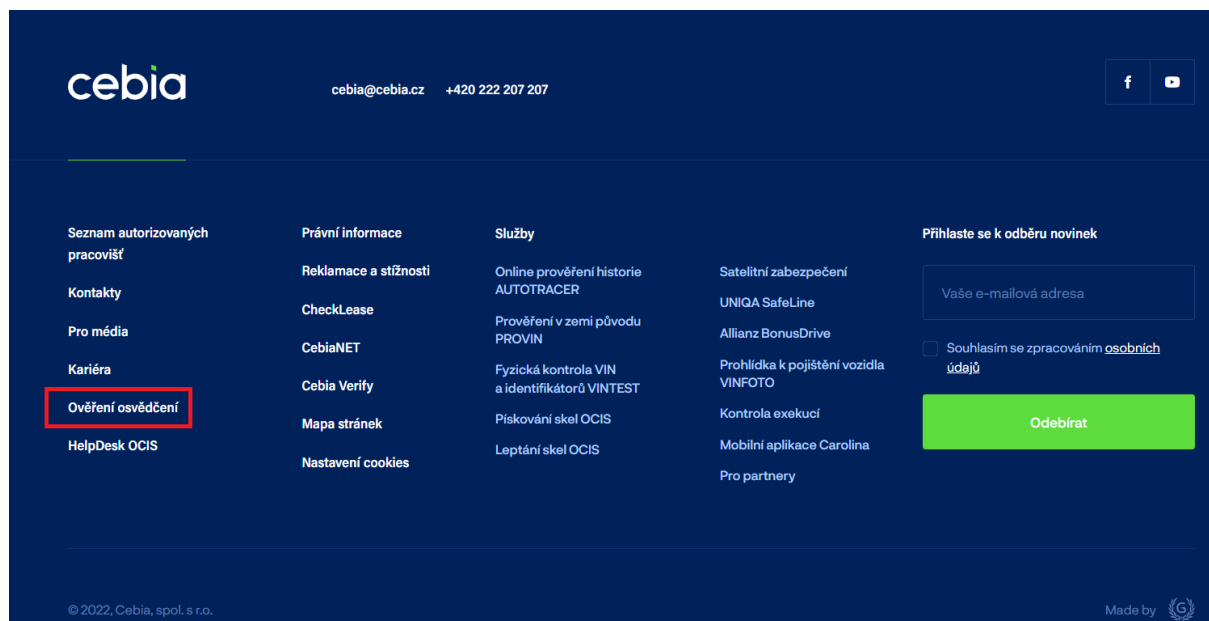 cebia
cebia@cebia.cz +420 222 207 207
f
Seznam autorizovaných
pracovišť
Kontakty
Pro média
Kariéra
Ověření osvědčení
HelpDesk OCIS
Právní informace
Reklamace a stížnosti
CheckLease
CebiaNET
Cebia Verify
Mapa stránek
Nastavení cookies
Služby
Online prověření historie
AUTOTRACER
Prověření v zemi původu
PROVIN
Fyzická kontrola VIN
a identifikátorů VINTEST
Pískování skel OCIS
Leptání skel OCIS
Satelitní zabezpečení
UNIQA SafeLine
Allianz BonusDrive
Prohlídka k pojištění vozidla
VINFOTO
Kontrola exekucí
Mobilní aplikace Carolina
Pro partnery
Přihlaste se k odběru novinek
Vaše e-mailová adresa
Souhlasím se zpracováním osobních
údajů
Odebírat
© 2022, Cebia, spol. s r.o.
Made by G